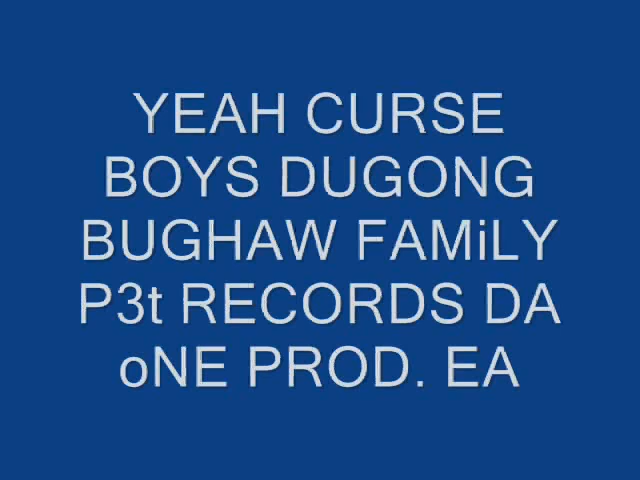 YEAH CURSE
BOYS DUGONG
BUGHAW FAMiLY
P3t RECORDS DA
oNE PROD. EA